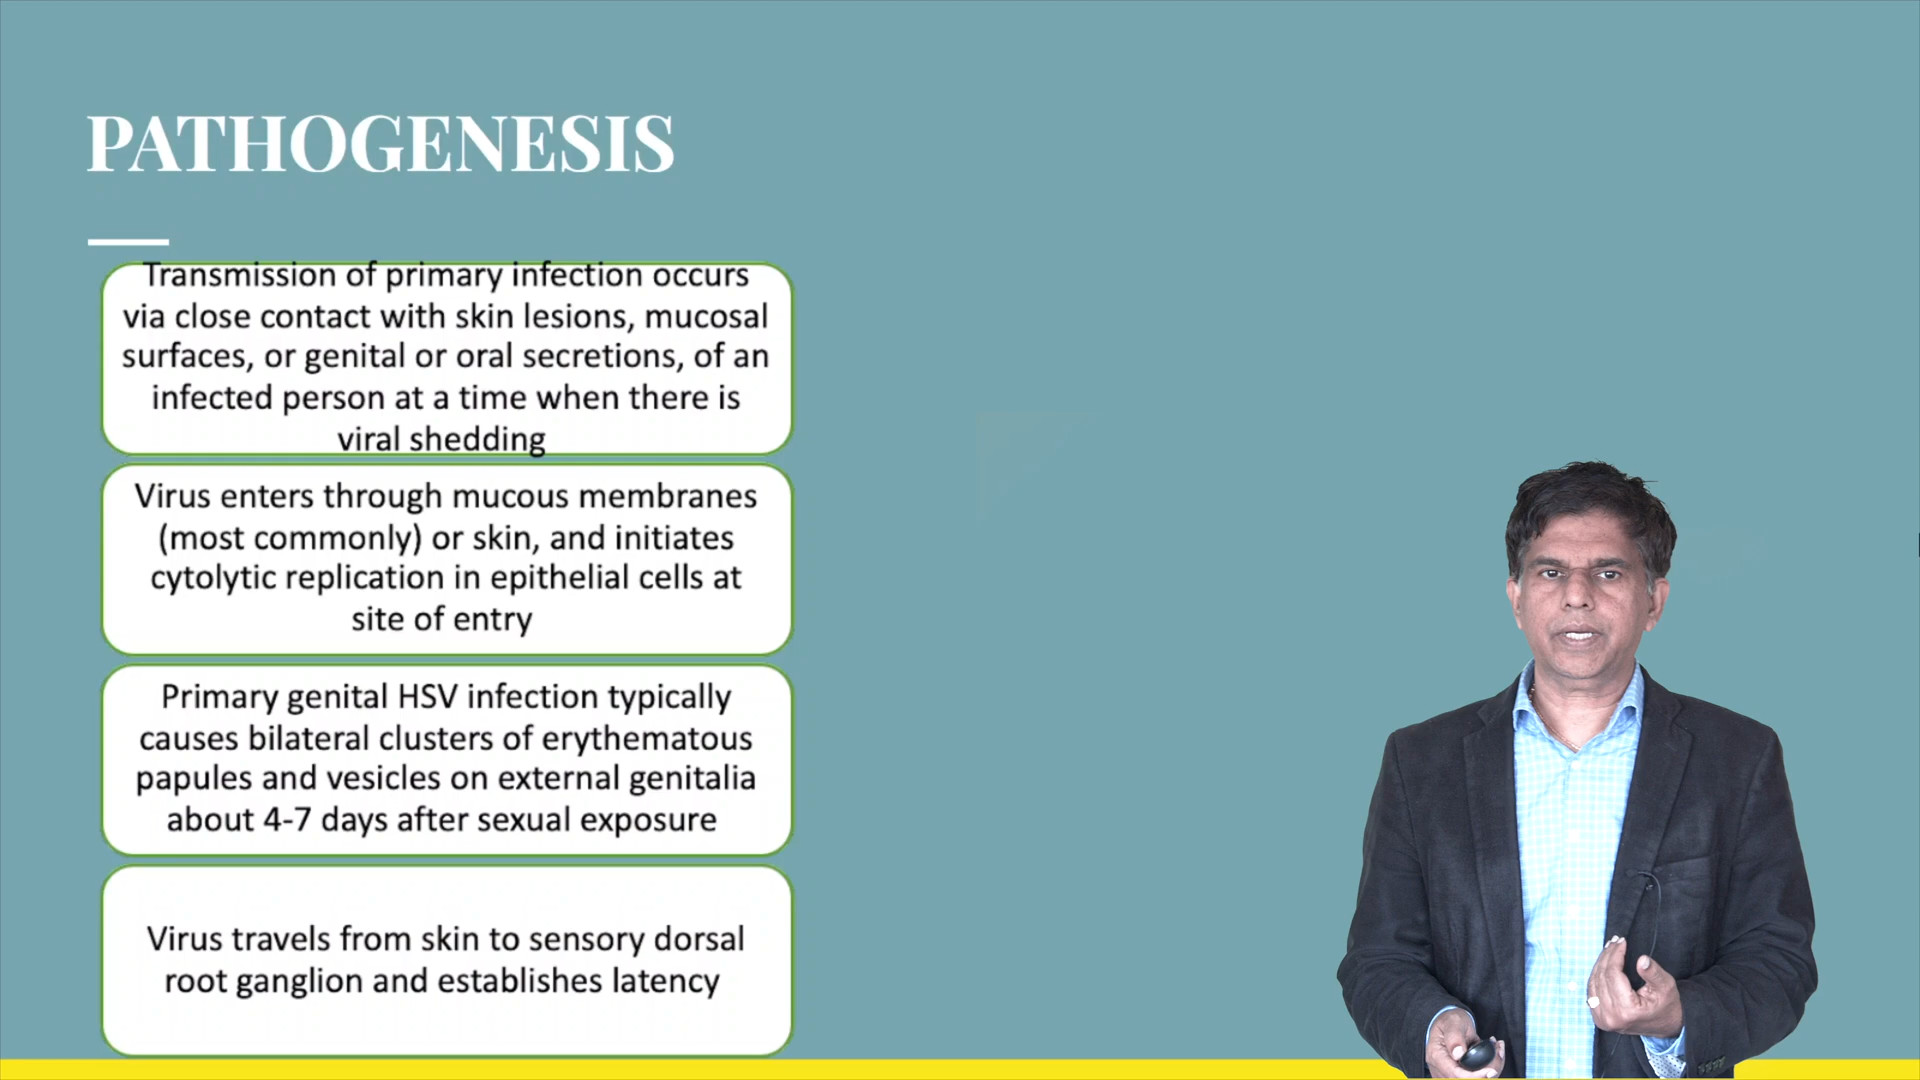 PATHOGENESIS
Transmission of primary infection occurs
via close contact with skin lesions, mucosal
surfaces, or genital or oral secretions, of an
infected person at a time when there is
viral shedding
Virus enters through mucous membranes
(most commonly) or skin, and initiates
cytolytic replication in epithelial cells at
site of entry
Primary genital HSV infection typically
causes bilateral clusters of erythematous
papules and vesicles on external genitalia
about 4-7 days after sexual exposure
Virus travels from skin to sensory dorsal
root ganglion and establishes latency